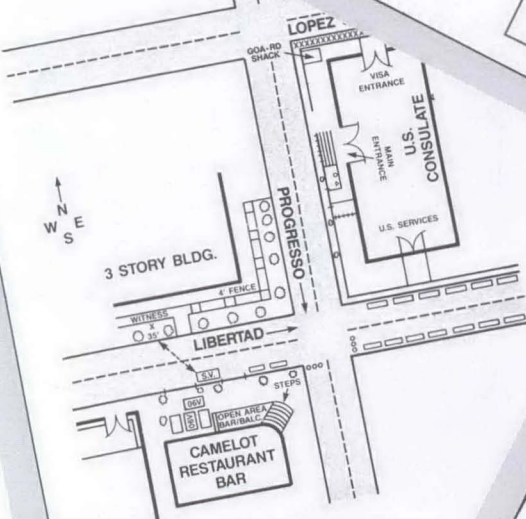 LOPEZ
GOA-RD
SHACK
VISA
ENTRANCE
MAIN
ENTRANCE
U.S.
CONSULATE
U.S. SERVICES
N
W E
S
PROGRESSO
3 STORY BLDG.
4' FENCE
WITNESS
X
35'
LIBERTAD
S.V.
STEPS
OPEN AREA
BAR/BALC.
CAMELOT
RESTAURANT
BAR